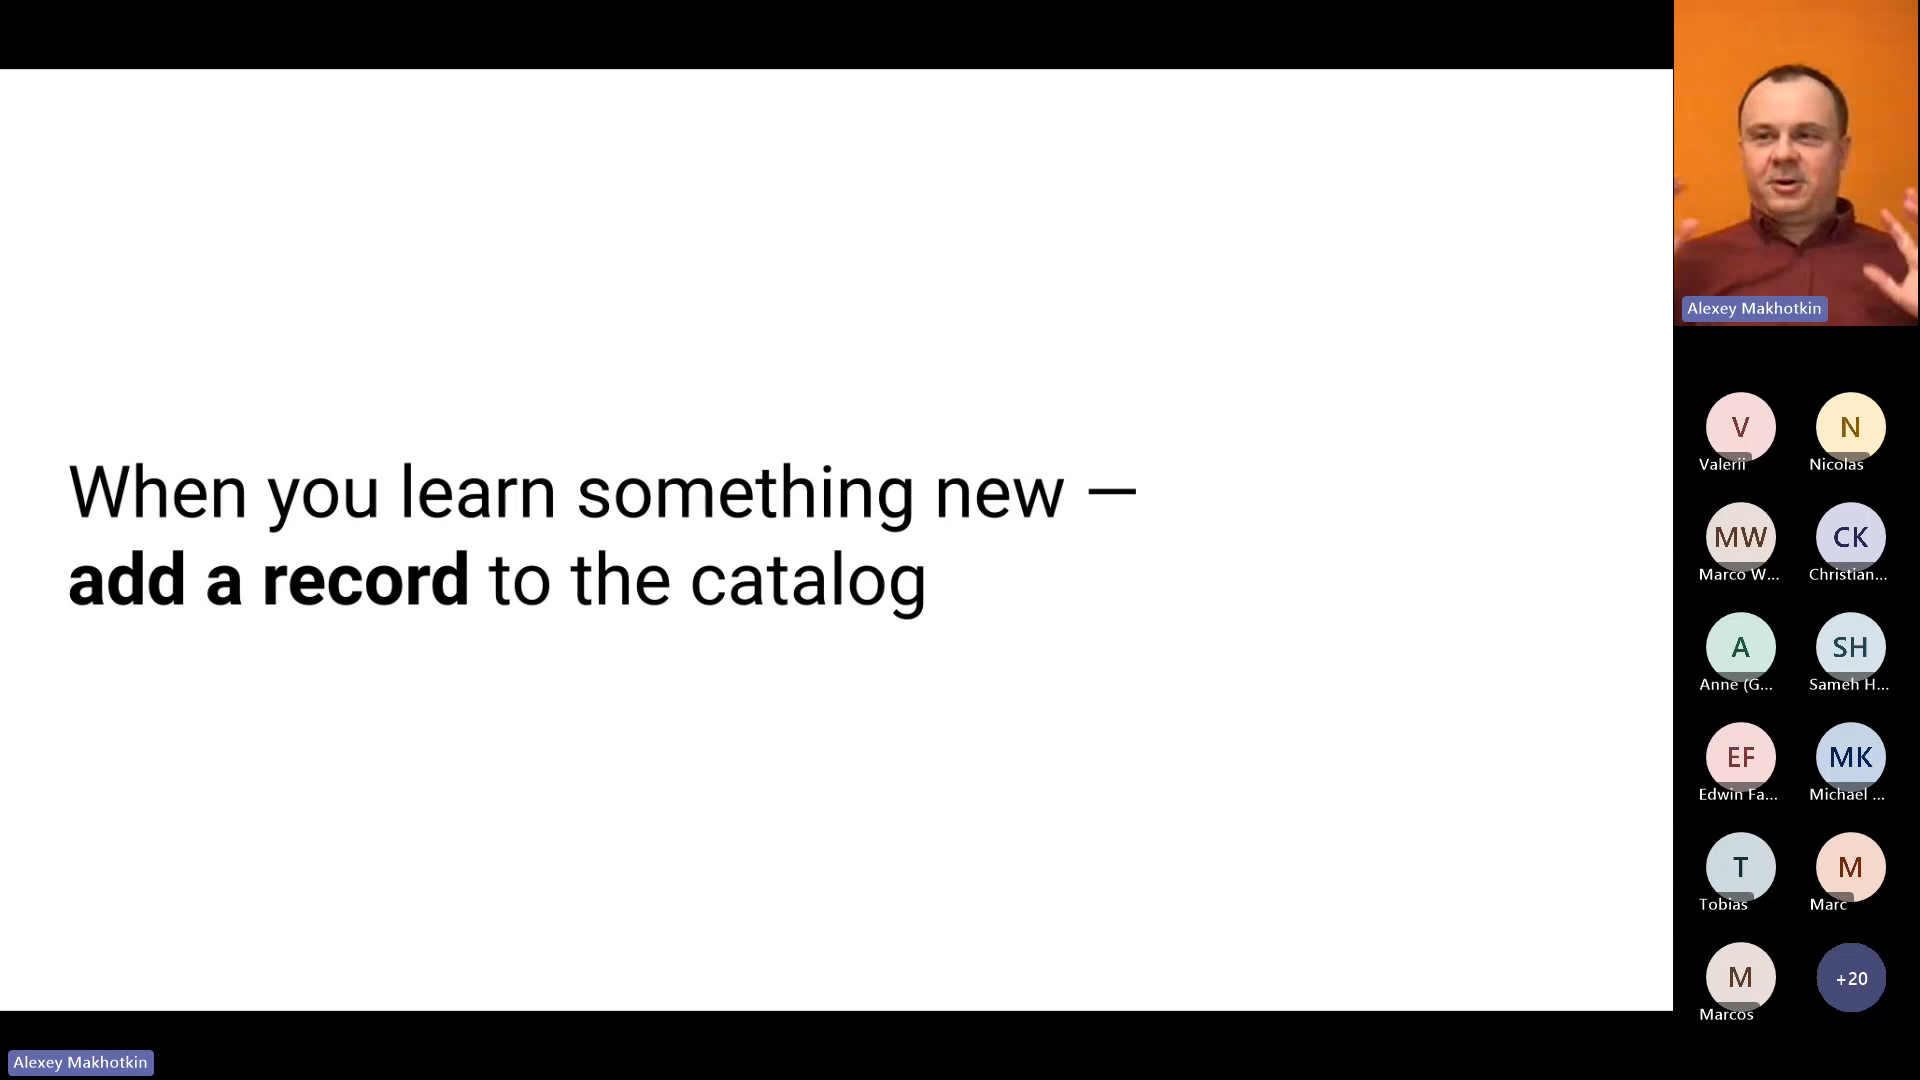 When you learn something new —
add a record to the catalog
Alexey Makhotkin
V
N
Valerii
Nicolas
MW
CK
Marco W...
Christian...
A
SH
Anne (G...
Sameh H...
EF
MK
Edwin Fa...
Michael ...
T
M
Tobias
Marc
M
+20
Marcos
Alexey Makhotkin